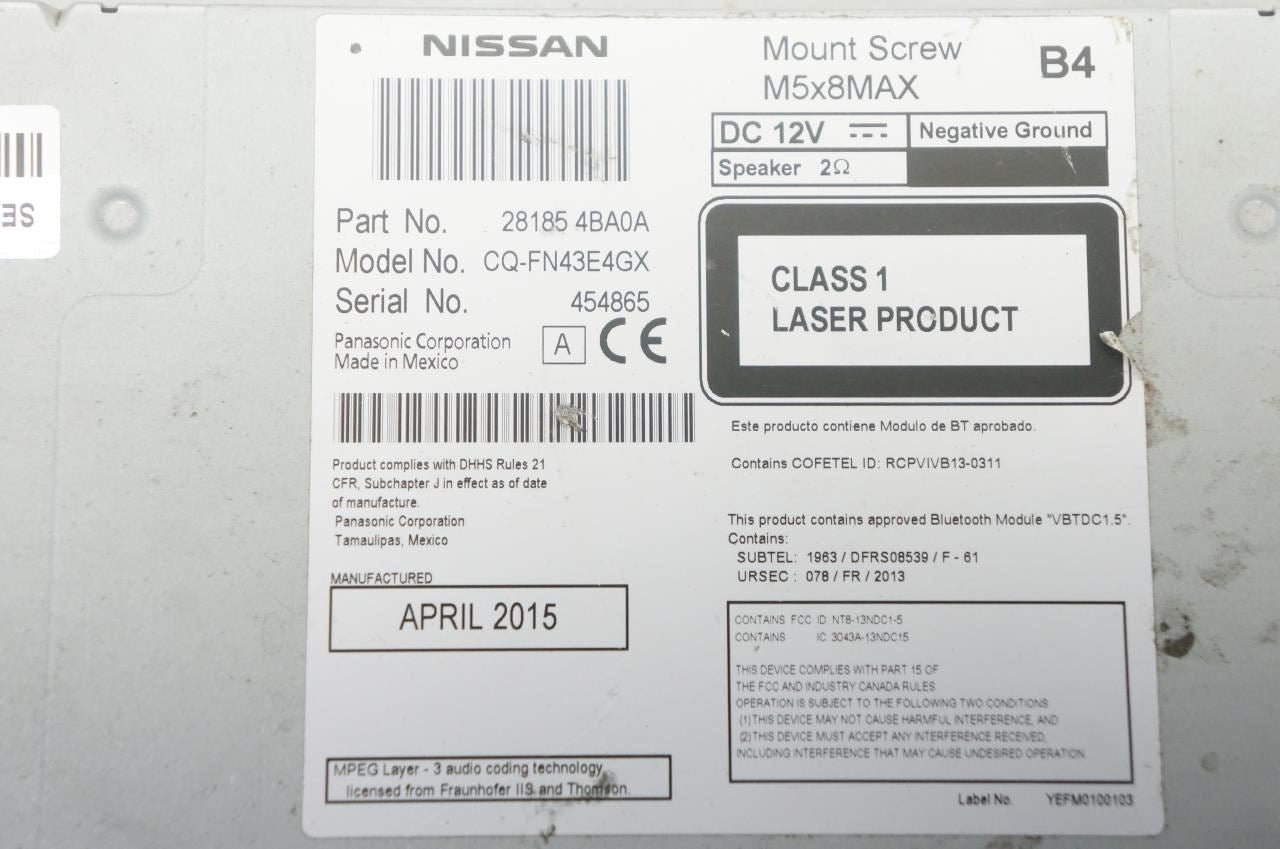 NISSAN
Part No. 28185 4BA0A
Model No. CQ-FN43E4GX
Serial No. 454865
Panasonic Corporation
Made in Mexico
A CE
Product complies with DHHS Rules 21
CFR, Subchapter J in effect as of date
of manufacture.
Panasonic Corporation
Tamaulipas, Mexico
MANUFACTURED
APRIL 2015
MPEG Layer - 3 audio coding technology
licensed from Fraunhofer IIS and Thomson.
Mount Screw
M5x8MAX
B4
DC 12V Negative Ground
Speaker 2Ω
CLASS 1
LASER PRODUCT
Este producto contiene Modulo de BT aprobado.
Contains COFETEL ID: RCPVIVB13-0311
This product contains approved Bluetooth Module "VBTDC1.5".
Contains:
SUBTEL: 1963 / DFRS08539 / F - 61
URSEC : 078 / FR / 2013
CONTAINS FCC ID NT8-13NDC1-5
CONTAINS IC 3043A-13NDC15
THIS DEVICE COMPLIES WITH PART 15 OF
THE FCC AND INDUSTRY CANADA RULES
OPERATION IS SUBJECT TO THE FOLLOWING TWO CONDITIONS
(1)THIS DEVICE MAY NOT CAUSE HARMFUL INTERFERENCE, AND
(2)THIS DEVICE MUST ACCEPT ANY INTERFERENCE RECEIVED,
INCLUDING INTERFERENCE THAT MAY CAUSE UNDESIRED OPERATION
Label No. YEFM0100103
SE